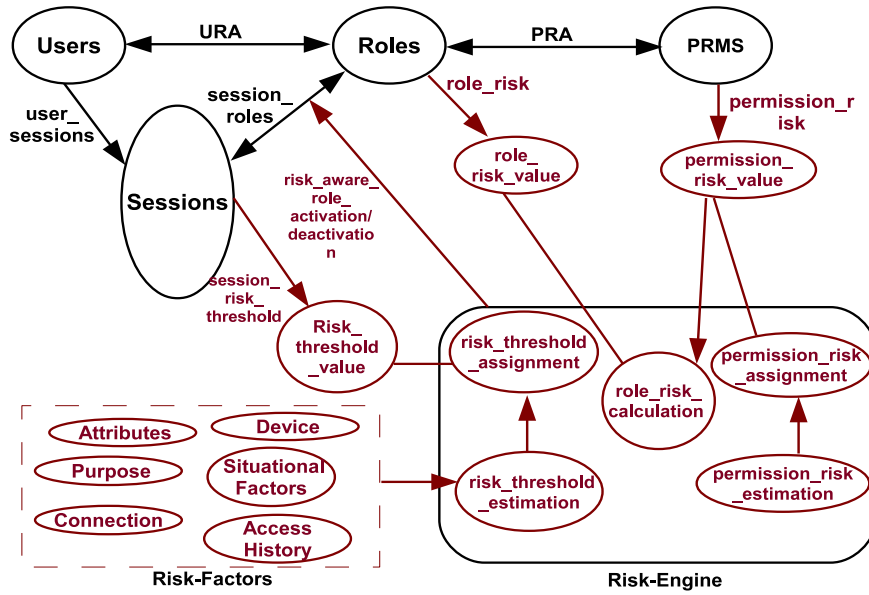 Users
URA
Roles
PRA
PRMS
user_
sessions
session_
roles
role_risk
permission_r
isk
role_
risk_value
permission_
risk_value
Sessions
risk_aware_
role_
activation/
deactivatio
n
session_
risk_
threshold
Risk_
threshold
_value
risk_threshold
_assignment
permission_risk
_assignment
role_risk_
calculation
Attributes
Device
Purpose
Situational
Factors
Connection
Access
History
risk_threshold
_estimation
permission_risk
_estimation
Risk-Factors
Risk-Engine